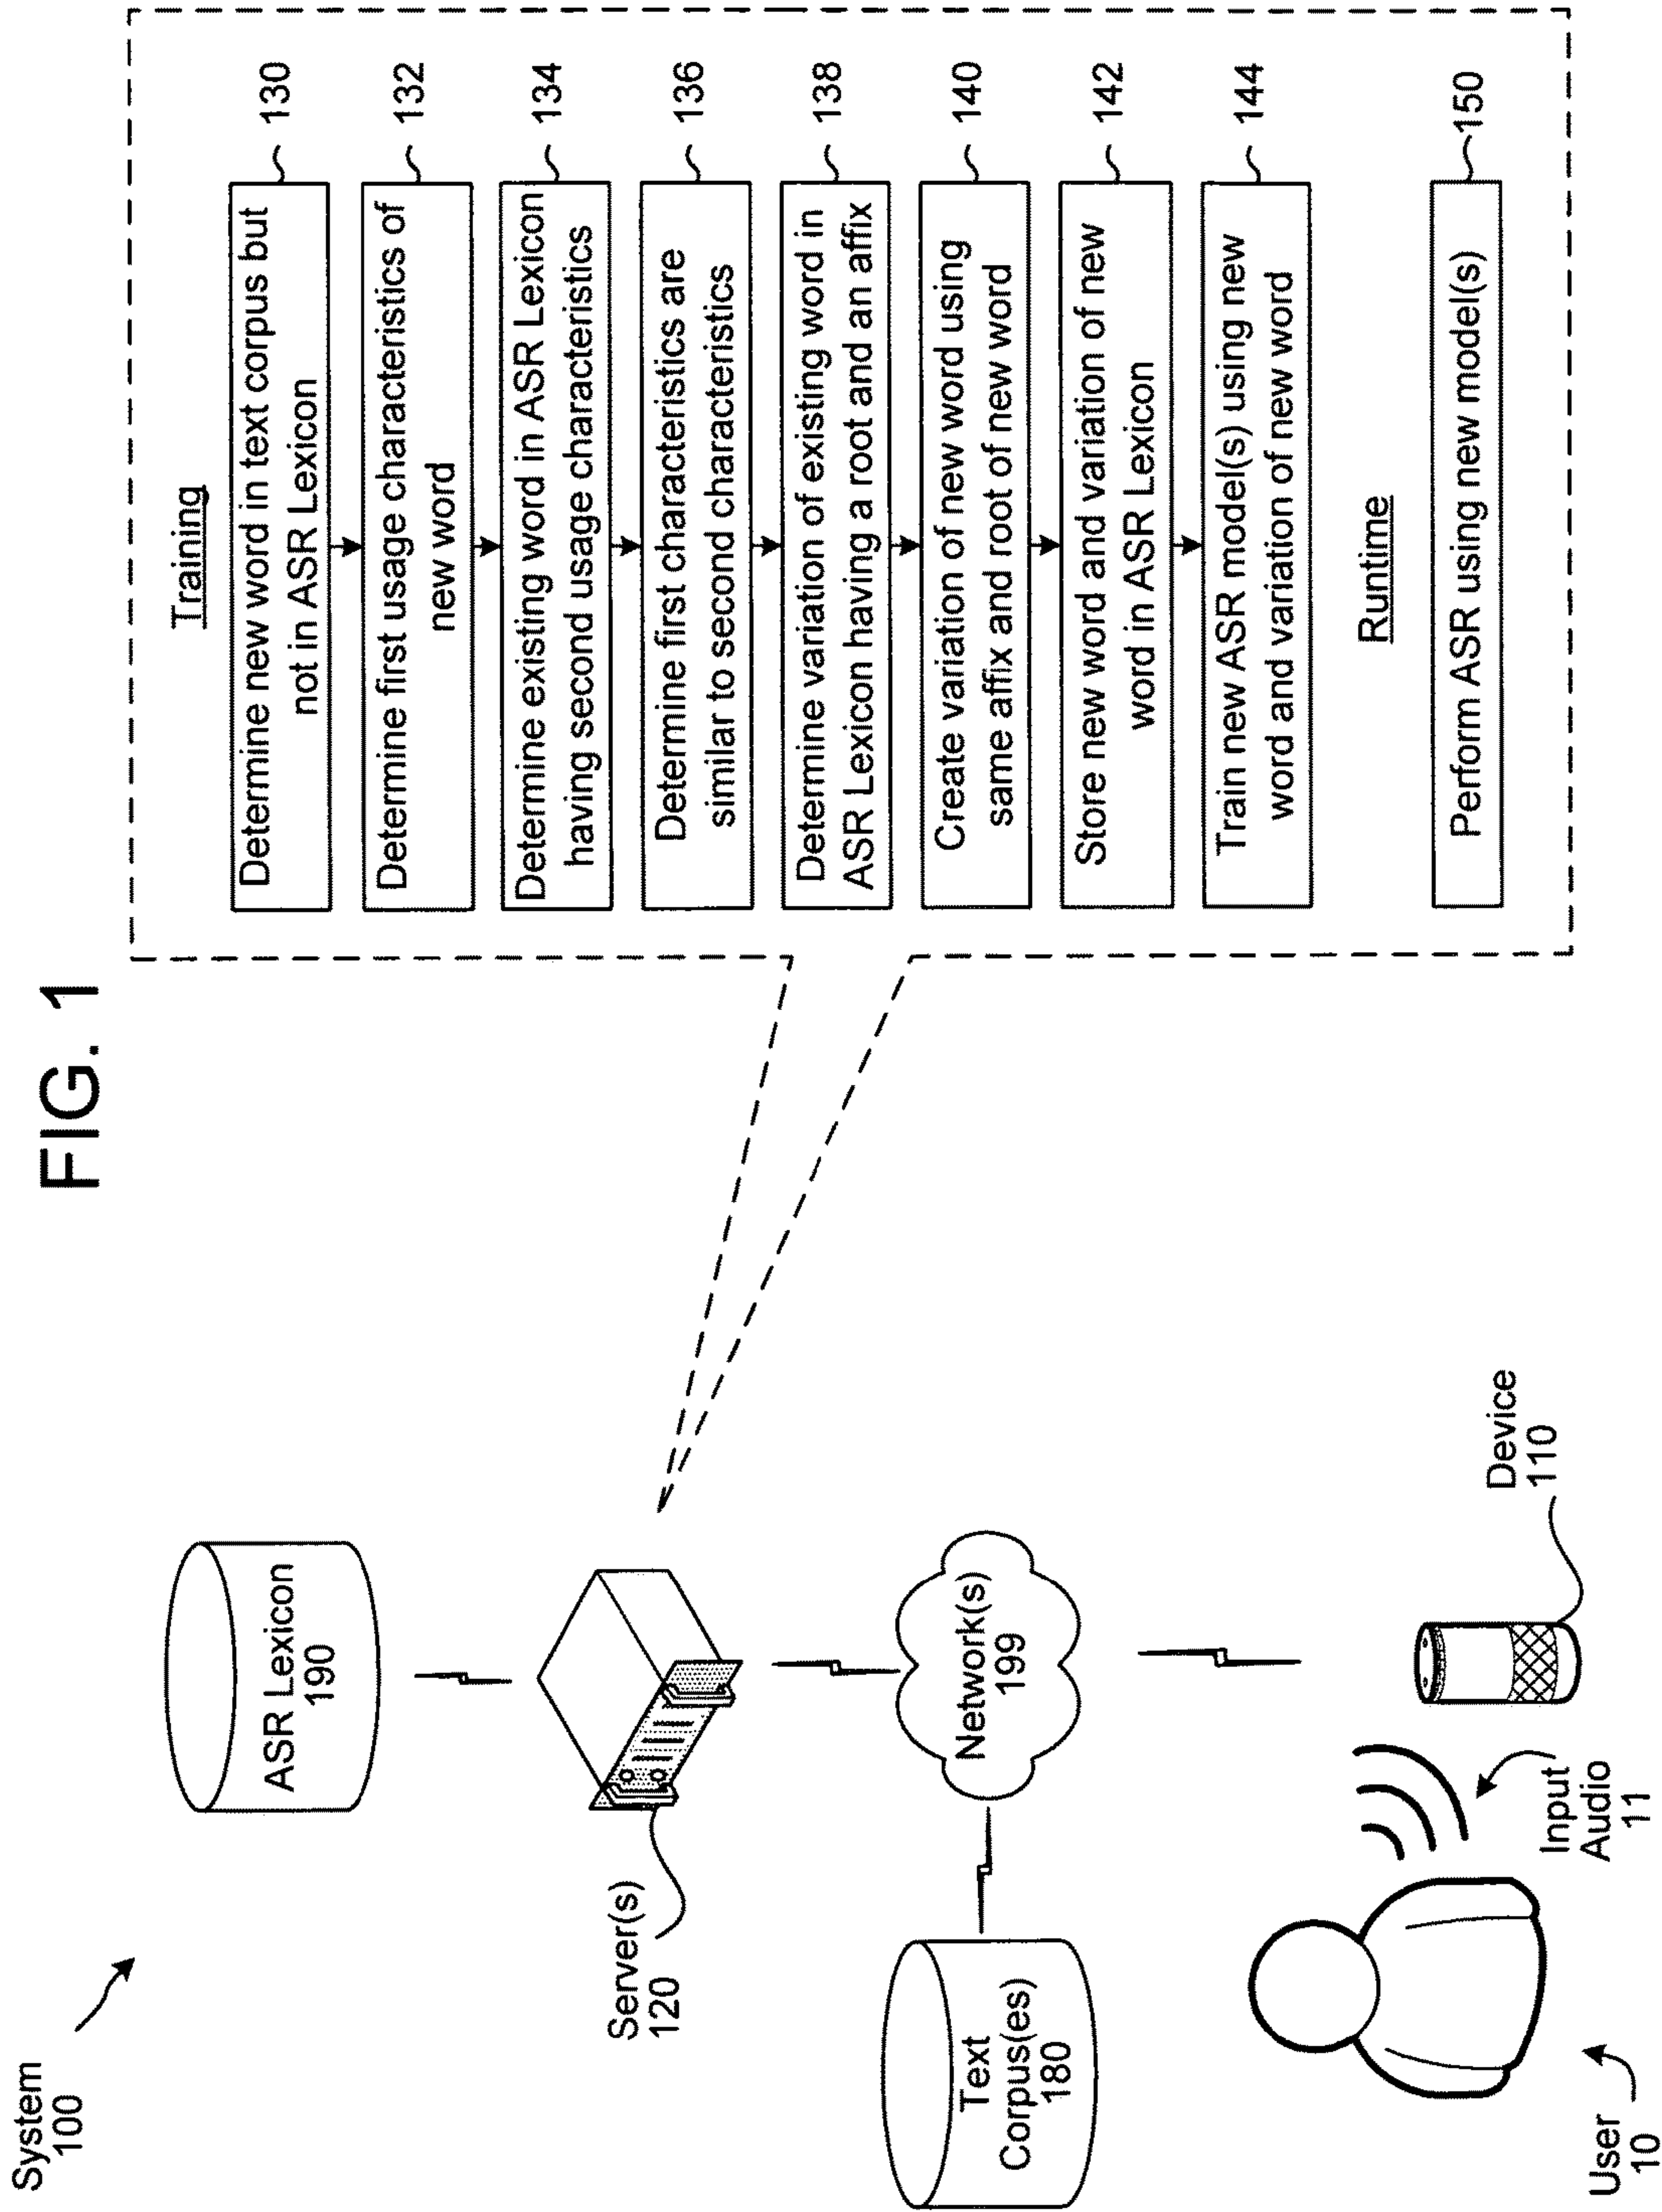 FIG. 1
System
100
ASR Lexicon
190
Server(s)
120
Network(s)
199
Text
Corpus(es)
180
User
10
Input
Audio
11
Device
110
Training
Determine new word in text corpus but
not in ASR Lexicon
130
Determine first usage characteristics of
new word
132
Determine existing word in ASR Lexicon
having second usage characteristics
134
Determine first characteristics are
similar to second characteristics
136
Determine variation of existing word in
ASR Lexicon having a root and an affix
138
Create variation of new word using
same affix and root of new word
140
Store new word and variation of new
word in ASR Lexicon
142
Train new ASR model(s) using new
word and variation of new word
144
Runtime
Perform ASR using new model(s)
150